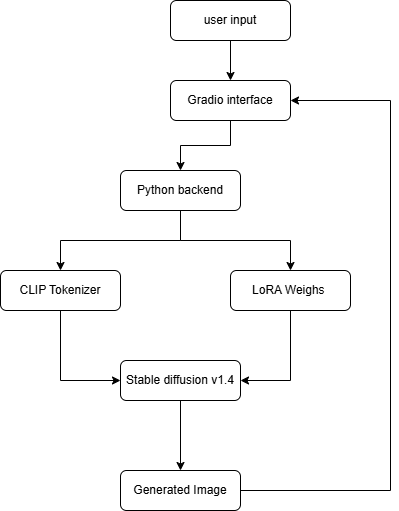 user input
Gradio interface
Python backend
CLIP Tokenizer
LoRA Weighs
Stable diffusion v1.4
Generated Image